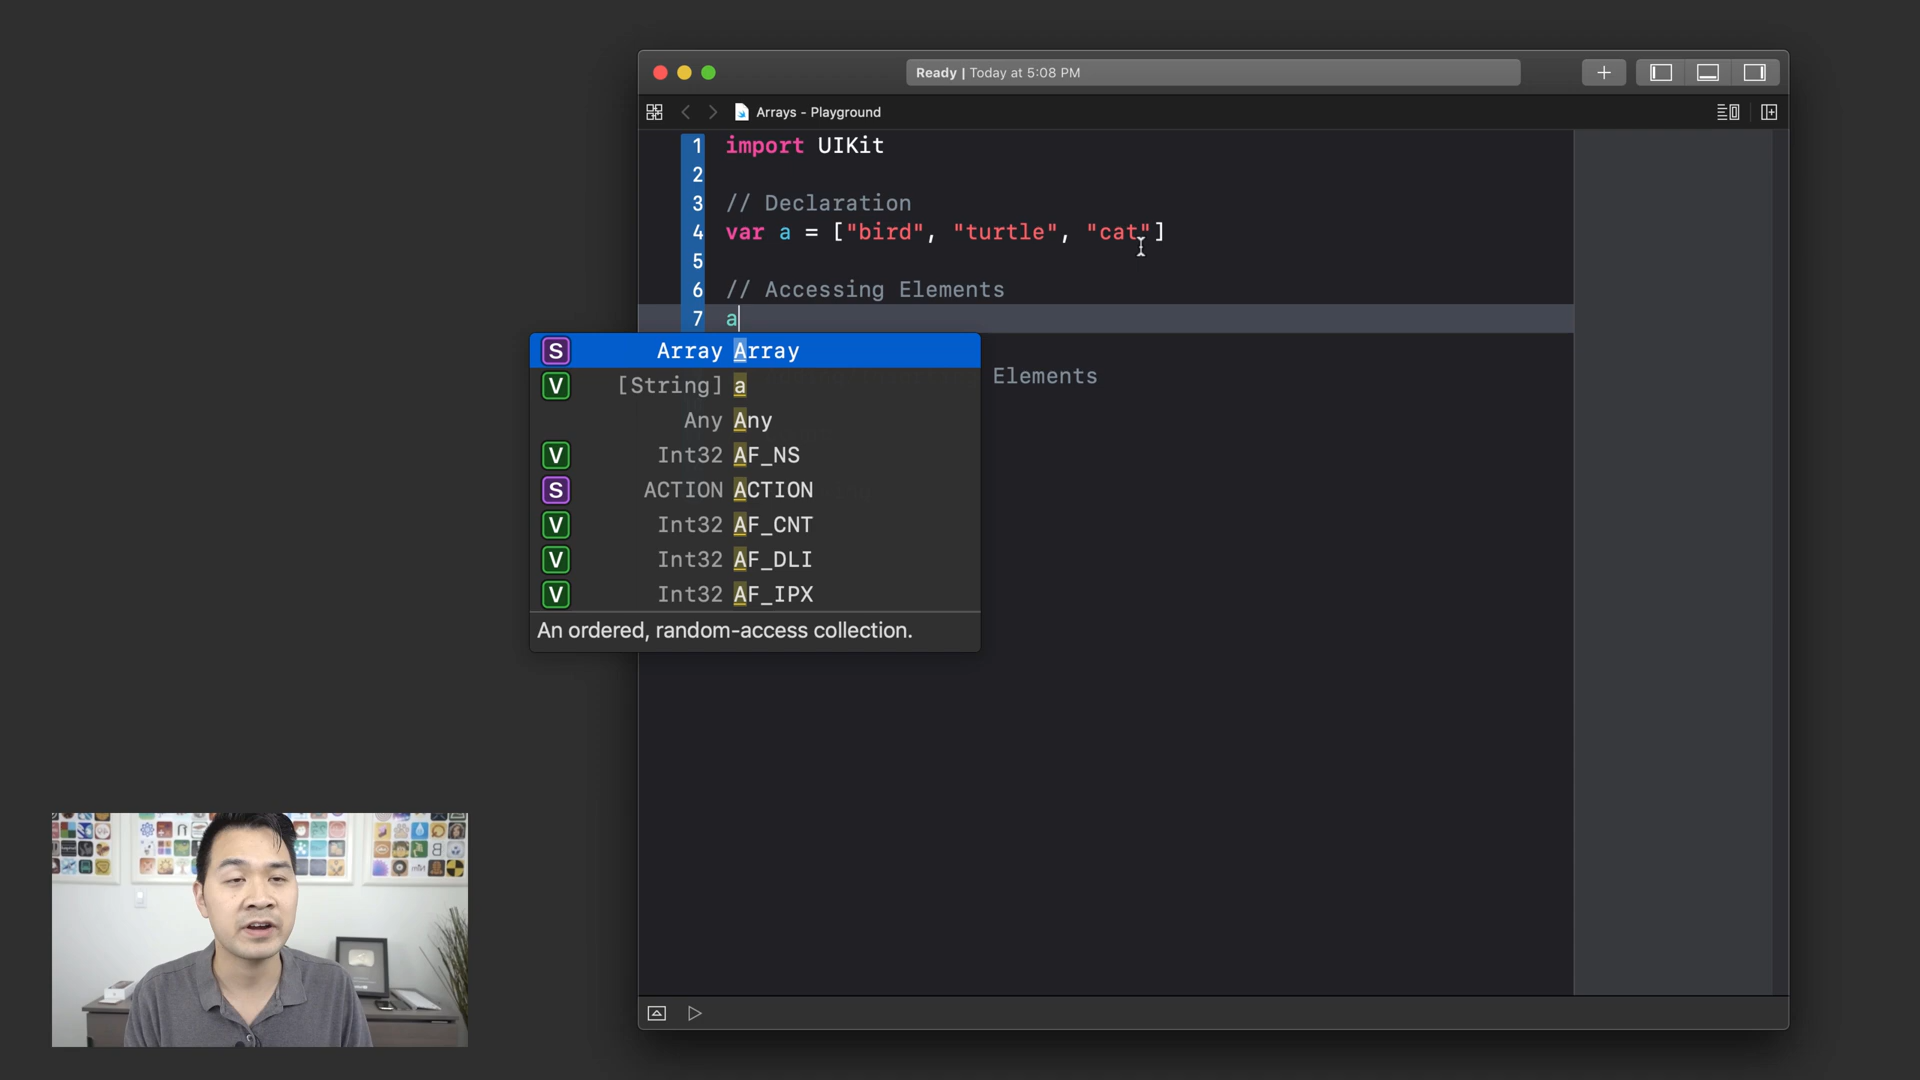 Ready | Today at 5:08 PM
Arrays - Playground
1 import UIKit
2
3 // Declaration
4 var a = ["bird", "turtle", "cat"]
5
6 // Accessing Elements
7 a
S Array Array
V [String] a
Elements
Any Any
V Int32 AF_NS
S ACTION ACTION
V Int32 AF_CNT
V Int32 AF_DLI
V Int32 AF_IPX
An ordered, random-access collection.